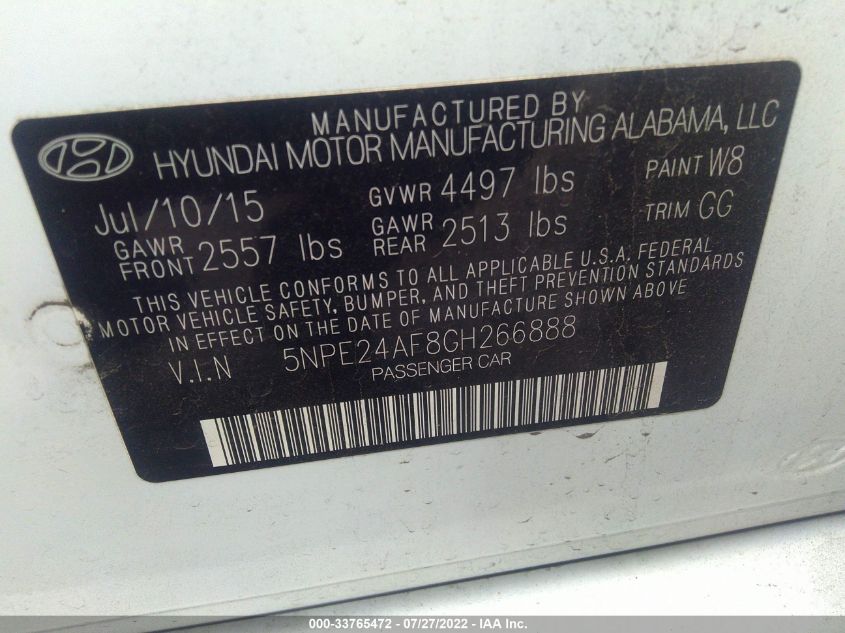 MANUFACTURED BY
HYUNDAI MOTOR MANUFACTURING ALABAMA, LLC
Jul/10/15 GVWR 4497 lbs PAINT W8
GAWR FRONT 2557 lbs GAWR REAR 2513 lbs TRIM GG
THIS VEHICLE CONFORMS TO ALL APPLICABLE U.S.A. FEDERAL
MOTOR VEHICLE SAFETY, BUMPER, AND THEFT PREVENTION STANDARDS
IN EFFECT ON THE DATE OF MANUFACTURE SHOWN ABOVE
V.I.N 5NPE24AF8GH266888
PASSENGER CAR
000-33765472 - 07/27/2022 - ©IAA Inc.